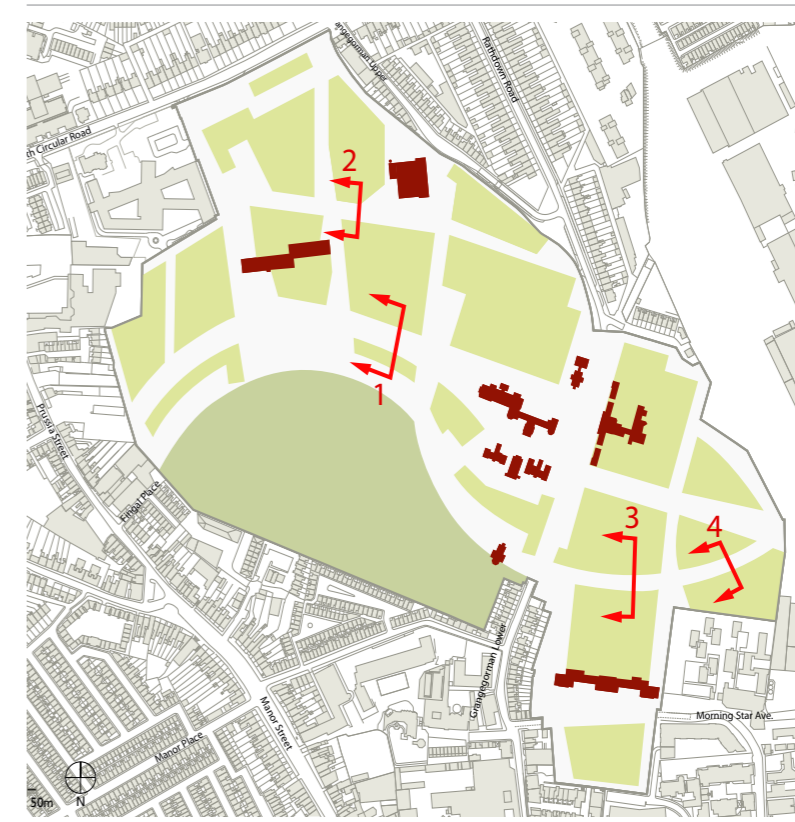 angegorman Upper
Rathdown Road
th Circular Road
2
1
Prussia Street
Fingal Place
3
4
Grangegorman Lower
Manor Street
Morning Star Ave.
Manor Place
50m
N